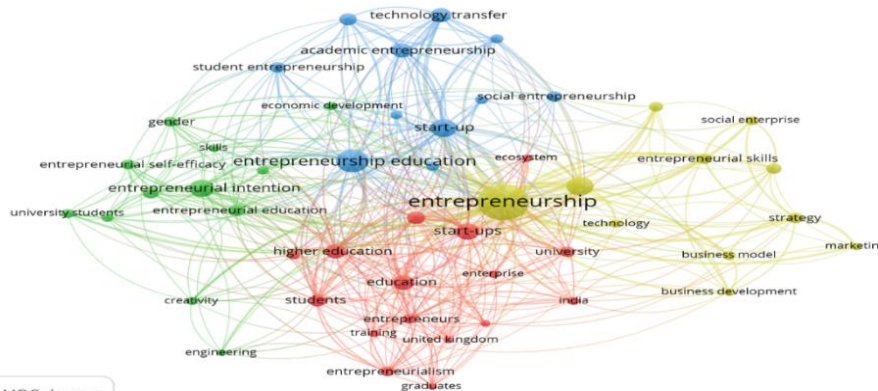 technology transfer
academic entrepreneurship
student entrepreneurship
social entrepreneurship
economic development
gender
start-up
social enterprise
skills
entrepreneurship education
ecosystem
entrepreneurial skills
entrepreneurial self-efficacy
entrepreneurial intention
entrepreneurship
university students
entrepreneurial education
technology
strategy
start-ups
higher education
university
marketin
business model
enterprise
education
business development
creativity
students
india
entrepreneurs
training
united kingdom
engineering
entrepreneurialism
graduates